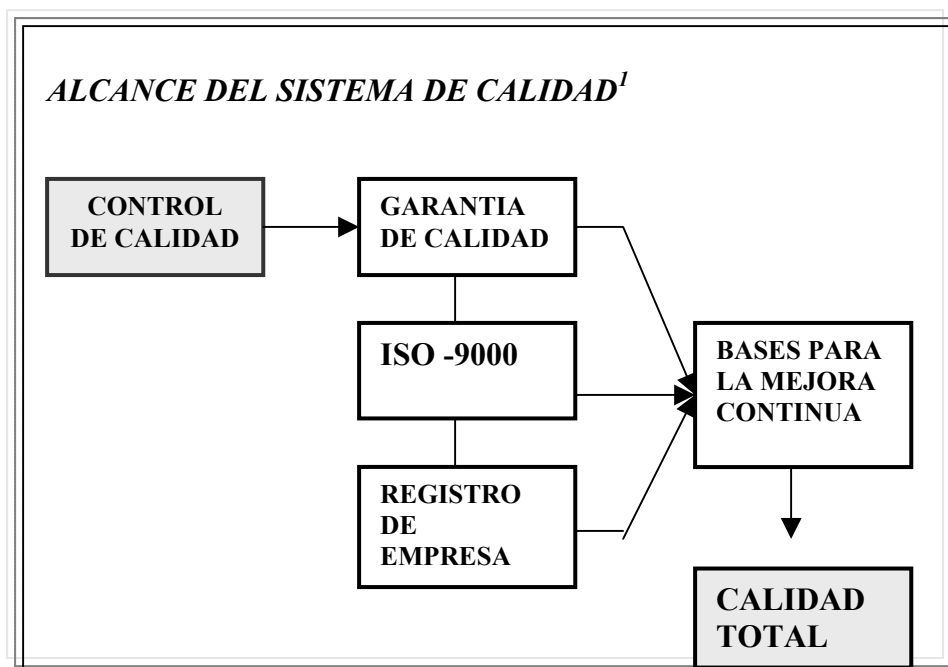 ALCANCE DEL SISTEMA DE CALIDAD¹
CONTROL
DE CALIDAD
GARANTIA
DE CALIDAD
ISO -9000
REGISTRO
DE
EMPRESA
BASES PARA
LA MEJORA
CONTINUA
CALIDAD
TOTAL